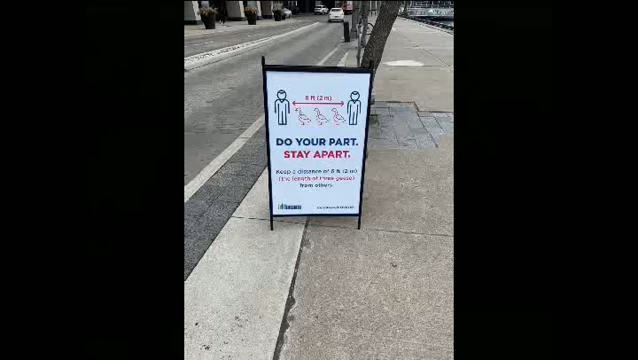 6 ft (2 m)
DO YOUR PART.
STAY APART.
Keep a distance of 6 ft (2 m)
(the length of three geese)
from others.
Toronto